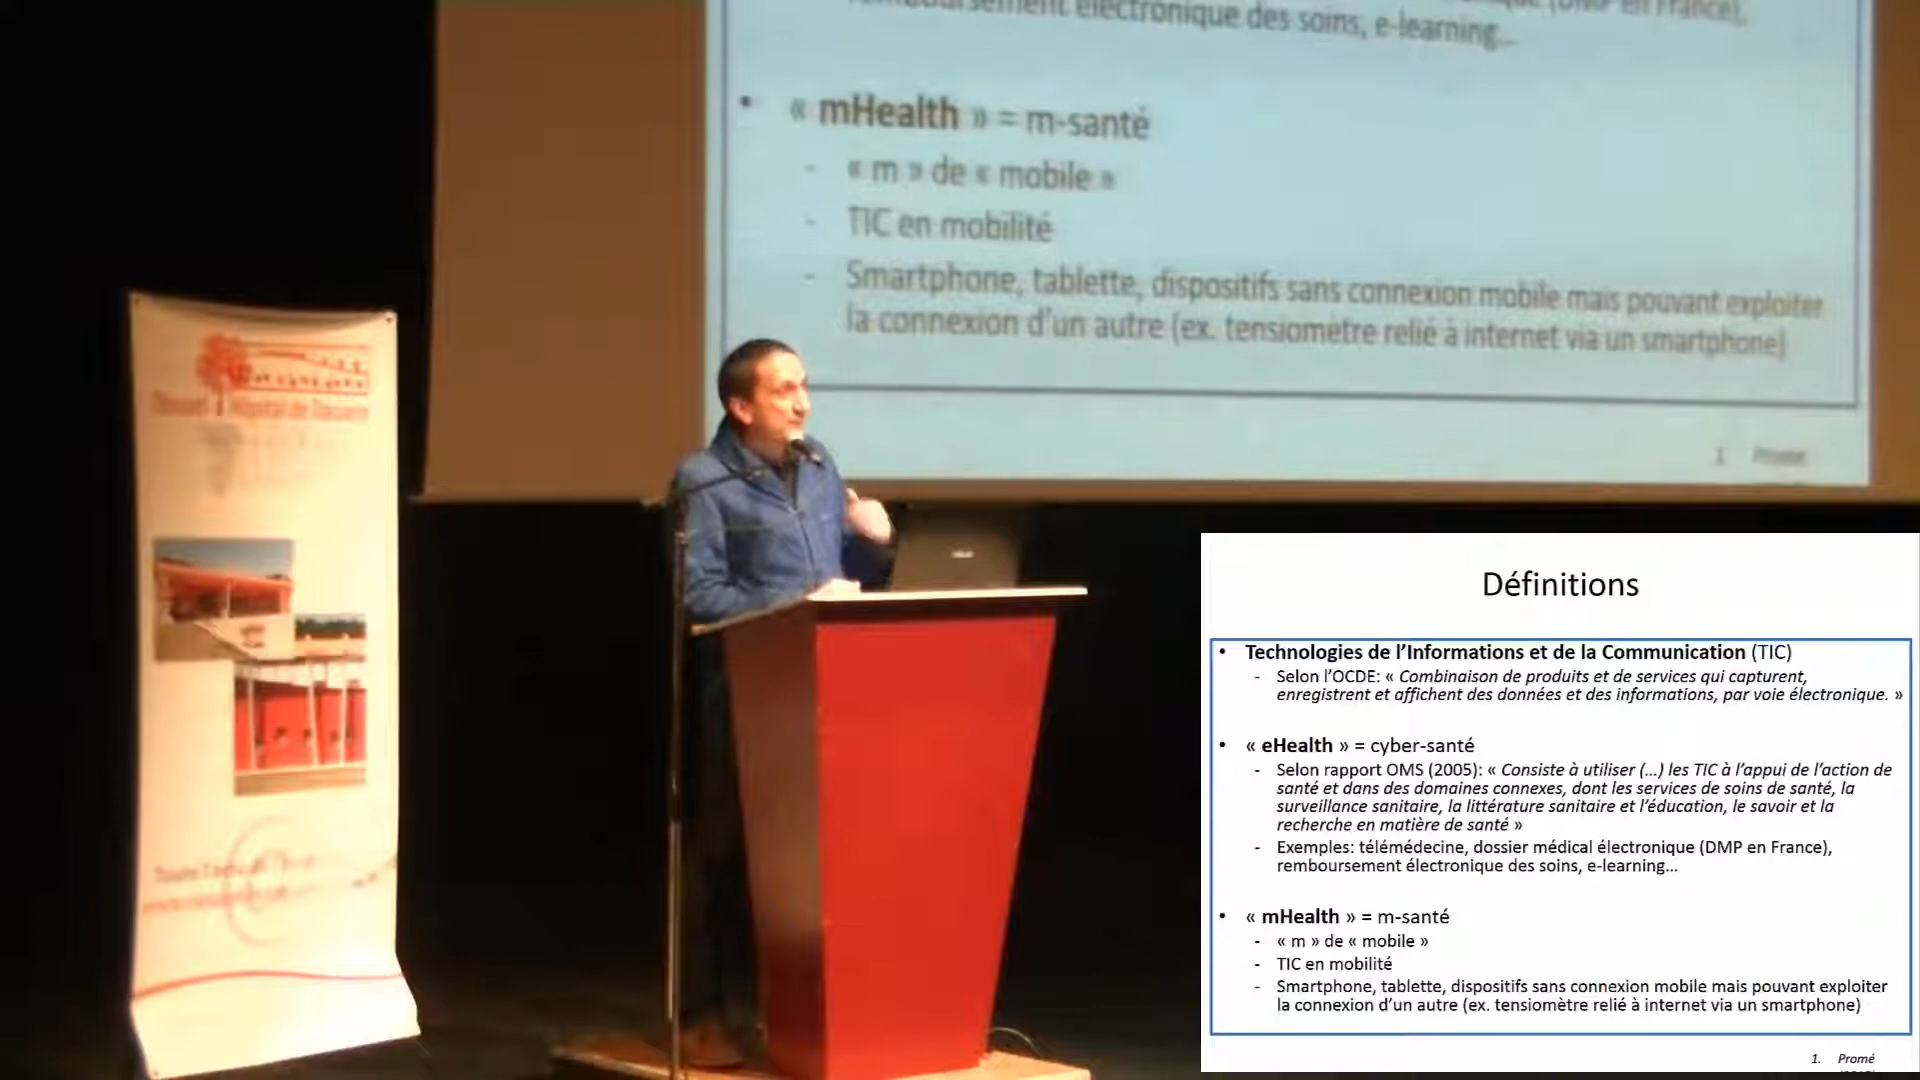 remboursement électronique des soins, e-learning...
• « mHealth » = m-santé
- « m » de « mobile »
- TIC en mobilité
- Smartphone, tablette, dispositifs sans connexion mobile mais pouvant exploiter
la connexion d'un autre (ex. tensiomètre relié à internet via un smartphone)
1. Promé
Hôpital de
Définitions
• Technologies de l'Informations et de la Communication (TIC)
- Selon l'OCDE: « Combinaison de produits et de services qui capturent,
enregistrent et affichent des données et des informations, par voie électronique. »
• « eHealth » = cyber-santé
- Selon rapport OMS (2005): « Consiste à utiliser (...) les TIC à l'appui de l'action de
santé et dans des domaines connexes, dont les services de soins de santé, la
surveillance sanitaire, la littérature sanitaire et l'éducation, le savoir et la
recherche en matière de santé »
- Exemples: télémédecine, dossier médical électronique (DMP en France),
remboursement électronique des soins, e-learning...
• « mHealth » = m-santé
- « m » de « mobile »
- TIC en mobilité
- Smartphone, tablette, dispositifs sans connexion mobile mais pouvant exploiter
la connexion d'un autre (ex. tensiomètre relié à internet via un smartphone)
1. Promé